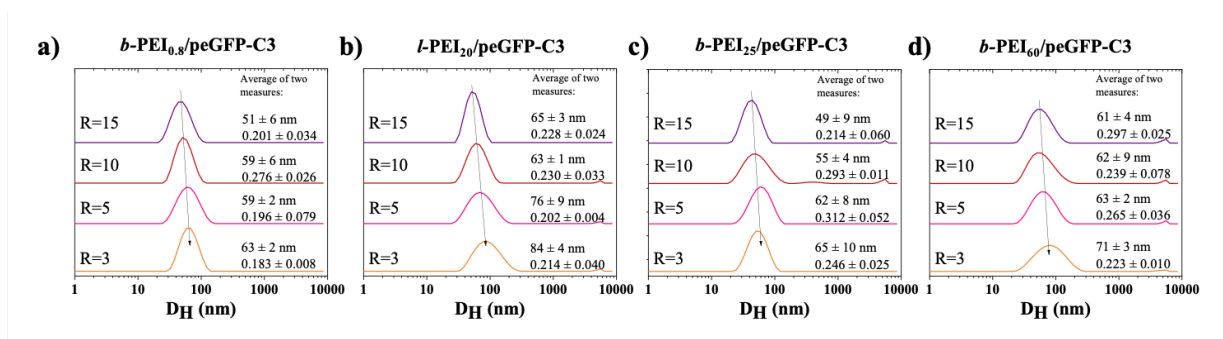 a) b-PEI0.8/peGFP-C3
Average of two
measures:
R=15
51 ± 6 nm
0.201 ± 0.034
R=10
59 ± 6 nm
0.276 ± 0.026
R=5
59 ± 2 nm
0.196 ± 0.079
R=3
63 ± 2 nm
0.183 ± 0.008
1 10 100 1000 10000
DH (nm)
b) l-PEI20/peGFP-C3
Average of two
measures:
R=15
65 ± 3 nm
0.228 ± 0.024
R=10
63 ± 1 nm
0.230 ± 0.033
R=5
76 ± 9 nm
0.202 ± 0.004
R=3
84 ± 4 nm
0.214 ± 0.040
1 10 100 1000 10000
DH (nm)
c) b-PEI25/peGFP-C3
Average of two
measures:
R=15
49 ± 9 nm
0.214 ± 0.060
R=10
55 ± 4 nm
0.293 ± 0.011
R=5
62 ± 8 nm
0.312 ± 0.052
R=3
65 ± 10 nm
0.246 ± 0.025
1 10 100 1000 10000
DH (nm)
d) b-PEI60/peGFP-C3
Average of two
measures:
R=15
61 ± 4 nm
0.297 ± 0.025
R=10
62 ± 9 nm
0.239 ± 0.078
R=5
63 ± 2 nm
0.265 ± 0.036
R=3
71 ± 3 nm
0.223 ± 0.010
1 10 100 1000 10000
DH (nm)